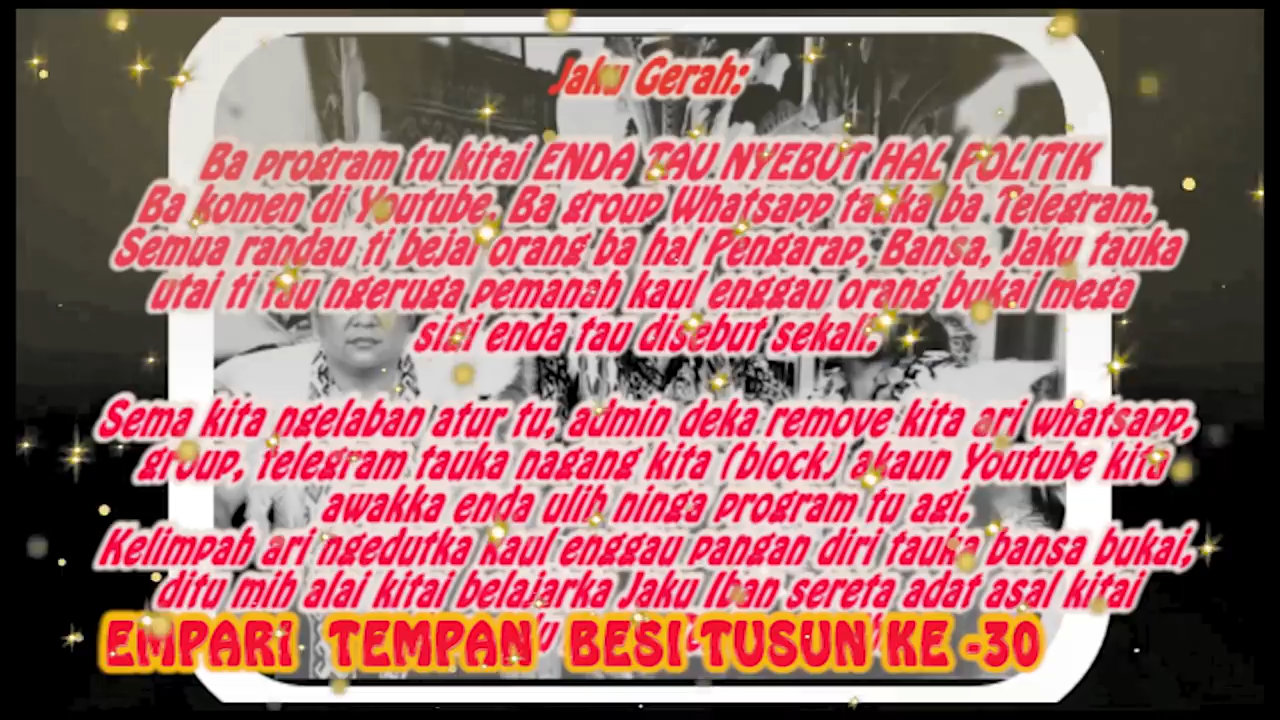 Jaku Gerah:
Ba program tu kitai ENDA TAU NYEBUT HAL POLITIK
Ba komen di Youtube, Ba group Whatsapp tauka ba Telegram.
Semua randau ti bejai orang ba hal Pengarap, Bansa, Jaku tauka
utai ti tau ngeruga pemanah kaul enggau orang bukai mega
sigi enda tau disebut sekali.
Sema kita ngelaban atur tu, admin deka remove kita ari whatsapp,
group, telegram tauka nagang kita (block) akaun Youtube kita
awakka enda ulih ninga program tu agi.
Kelimpah ari ngedutka kaul enggau pangan diri tauka bansa bukai,
ditu mih alai kitai belajarka Jaku Iban sereta adat asal kitai
EMPARI TEMPAN BESI TUSUN KE -30